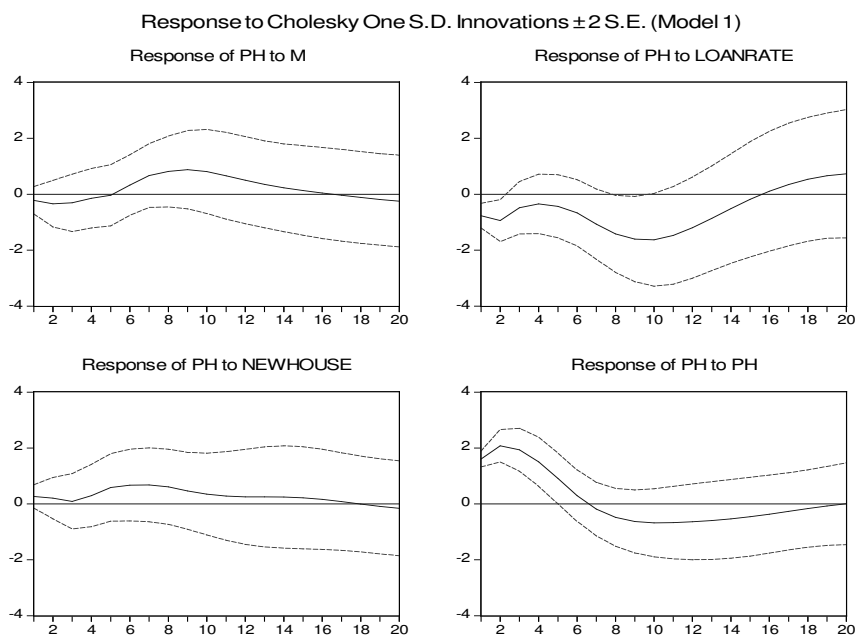 Response to Cholesky One S.D. Innovations ± 2 S.E. (Model 1)
Response of PH to M
4
2
0
-2
-4
2 4 6 8 10 12 14 16 18 20
Response of PH to LOANRATE
4
2
0
-2
-4
2 4 6 8 10 12 14 16 18 20
Response of PH to NEWHOUSE
4
2
0
-2
-4
2 4 6 8 10 12 14 16 18 20
Response of PH to PH
4
2
0
-2
-4
2 4 6 8 10 12 14 16 18 20